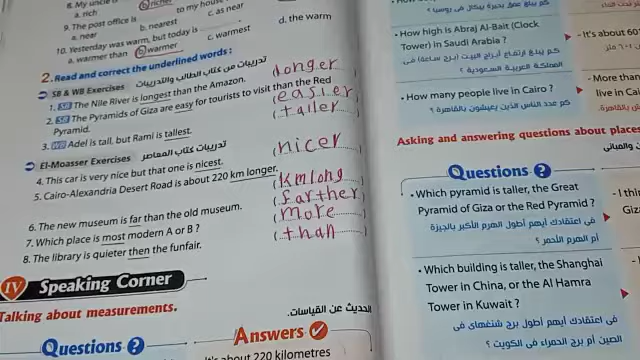 8. My uncle is
a. rich
b. richer
to my house
9. The post office is
a. near
b. nearest
c. as near
10. Yesterday was warm, but today is
d. the warm
a. warmer than
b. warmer
c. warmest
2. Read and correct the underlined words :
SB & WB Exercises تدريبات من كتاب الطالب والتدريبات
1. The Nile River is longest than the Amazon. (longer)
2. The Pyramids of Giza are easy for tourists to visit than the Red (easier)
Pyramid.
3. Adel is tall, but Rami is tallest. (taller)
El-Moasser Exercises تدريبات كتاب المعاصر
4. This car is very nice but that one is nicest. (nicer)
5. Cairo-Alexandria Desert Road is about 220 km longer.
(km long)
6. The new museum is far than the old museum. (farther)
7. Which place is most modern A or B ? (more)
8. The library is quieter then the funfair. (than)
IV Speaking Corner
Talking about measurements.
الحديث عن القياسات.
Questions ?
Answers
It's about 220 kilometres
• How high is Abraj Al-Bait (Clock
Tower) in Saudi Arabia ?
كم يبلغ ارتفاع أبراج البيت (برج ساعة) فى
المملكة العربية السعودية ؟
- It's about 60
• How many people live in Cairo ?
كم عدد الناس الذين يعيشون بالقاهرة ؟
- More than
live in Cai
Asking and answering questions about places
Questions ?
• Which pyramid is taller, the Great
Pyramid of Giza or the Red Pyramid ?
فى اعتقادك أيهم أطول الهرم الأكبر بالجيزة
أم الهرم الأحمر ؟
- I thi
Giz
• Which building is taller, the Shanghai
Tower in China, or the Al Hamra
Tower in Kuwait ?
فى اعتقادك أيهم أطول برج شنغهاى فى
الصين أم برج الحمراء فى الكويت ؟